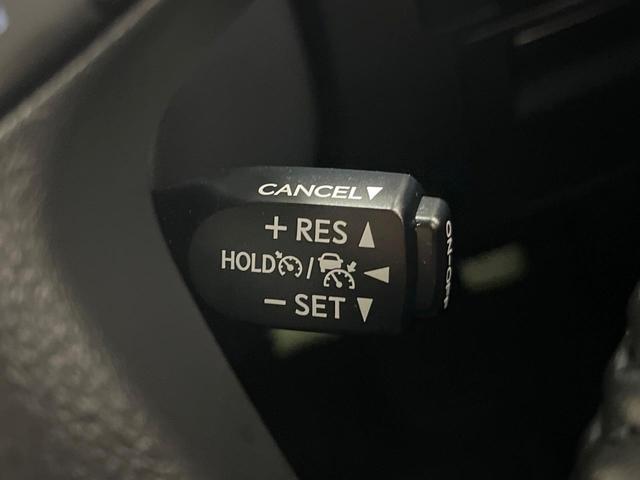 CANCEL▼
+ RES ▲
HOLD / ◀
− SET ▼
ON-OFF